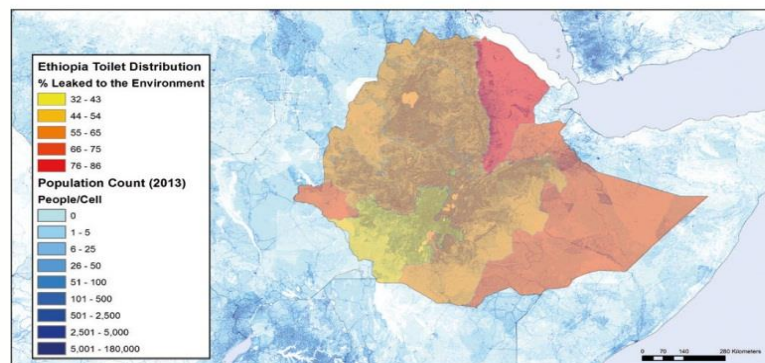 Ethiopia Toilet Distribution
% Leaked to the Environment
32 - 43
44 - 54
55 - 65
66 - 75
76 - 86
Population Count (2013)
People/Cell
0
1 - 5
6 - 25
26 - 50
51 - 100
101 - 500
501 - 2,500
2,501 - 5,000
5,001 - 180,000
0 70 140 280 Kilometers